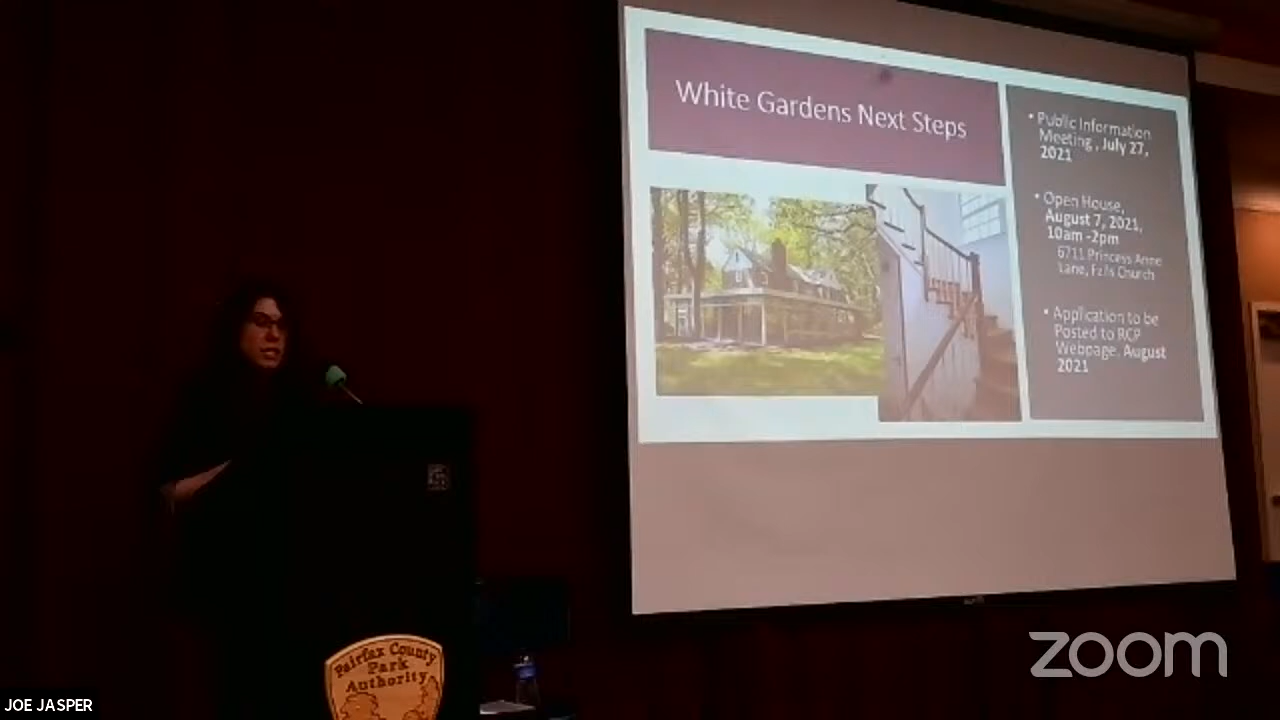 White Gardens Next Steps
• Public Information
Meeting , July 27,
2021
• Open House,
August 7, 2021,
10am -2pm
6711 Princess Anne
Lane, Falls Church
• Application to be
Posted to RCP
Webpage, August
2021
Fairfax County
Park
Authority
zoom
JOE JASPER